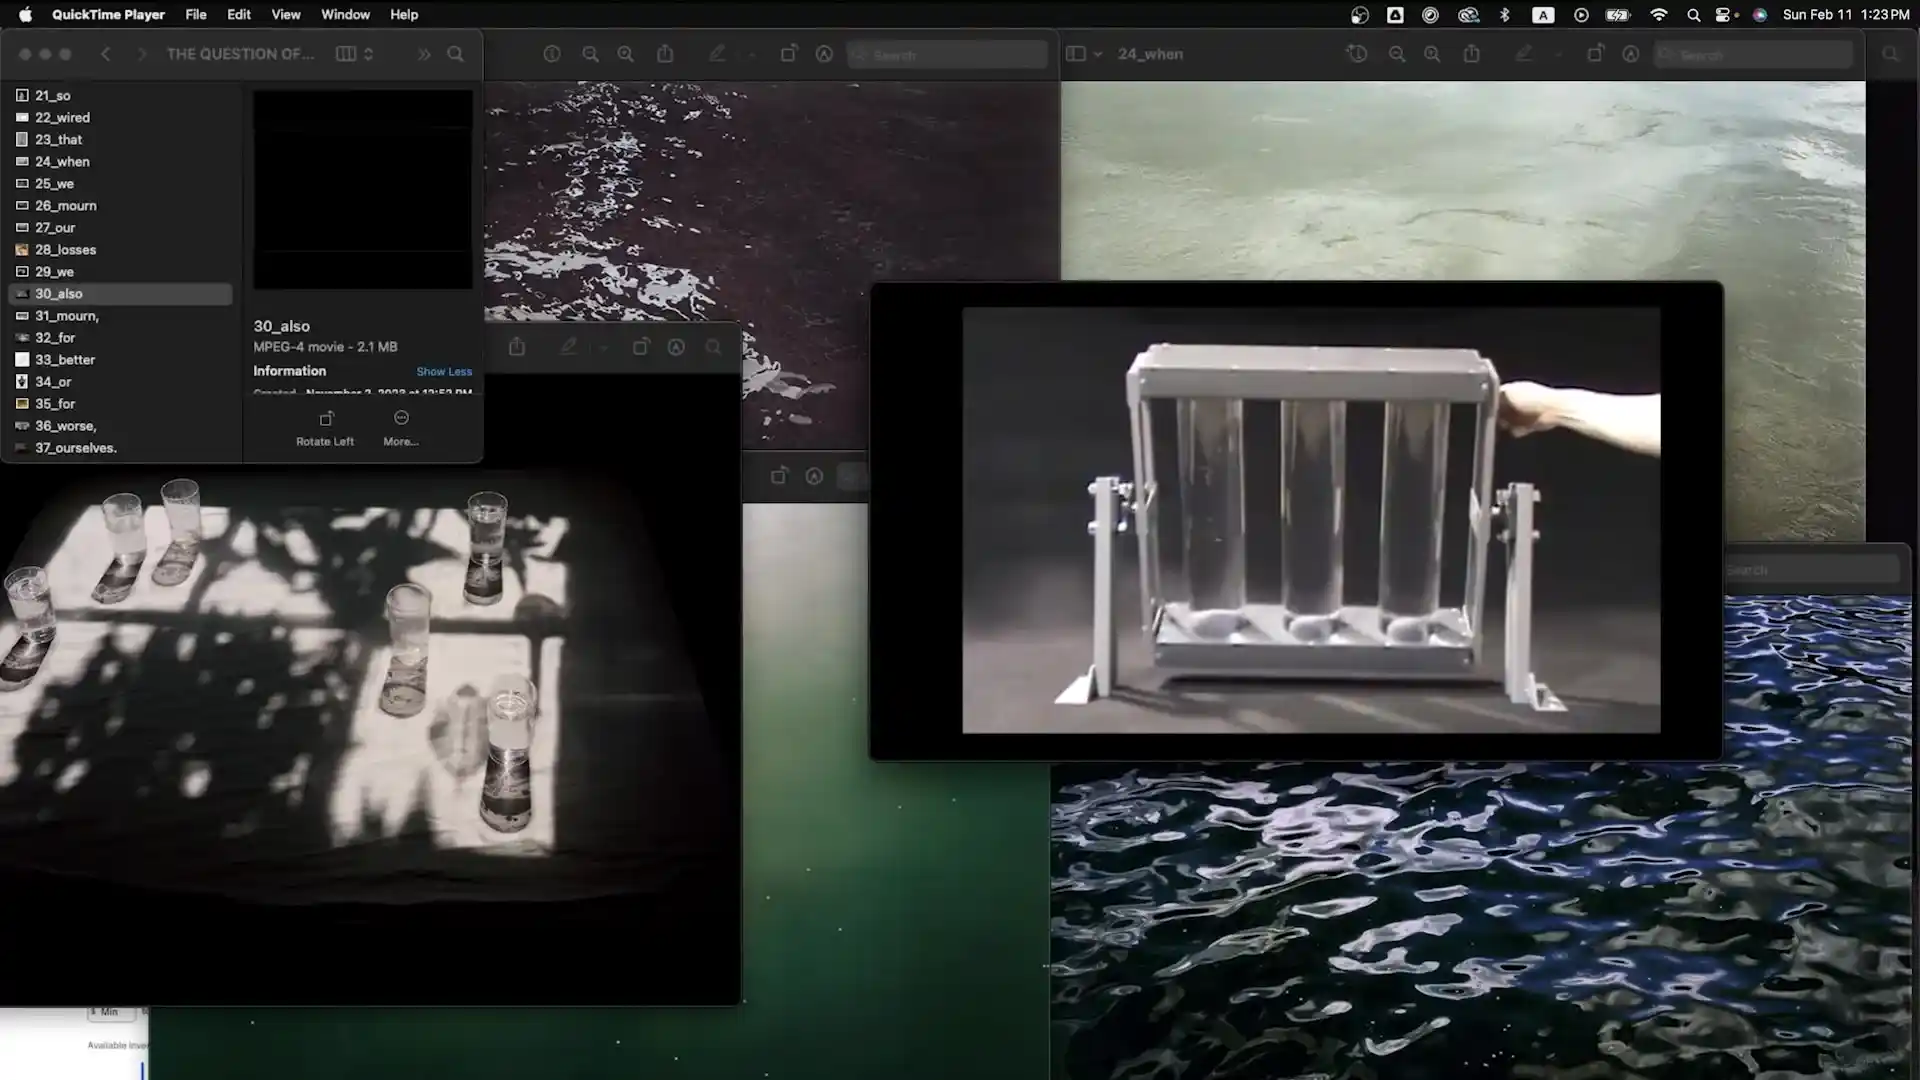 QuickTime Player File Edit View Window Help
A
Sun Feb 11 1:23 PM
THE QUESTION OF...
Search
24_when
Search
21_so
22_wired
23_that
24_when
25_we
26_mourn
27_our
28_losses
29_we
30_also
31_mourn,
32_for
33_better
34_or
35_for
36_worse,
37_ourselves.
30_also
MPEG-4 movie - 2.1 MB
Information Show Less
Rotate Left More...
Search
Min
Available